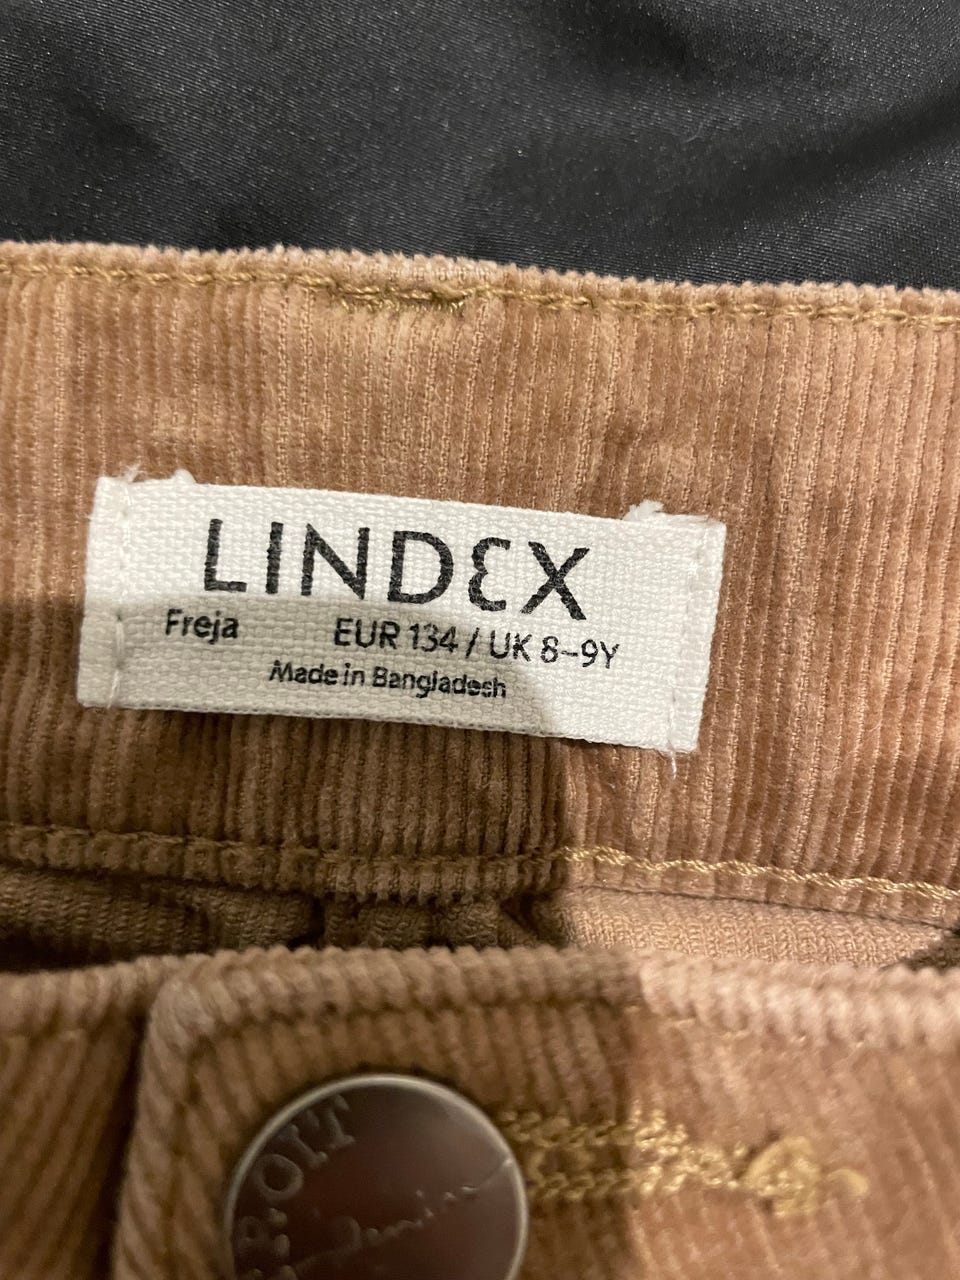 LINDEX
Freja EUR 134 / UK 8-9Y
Made in Bangladesh